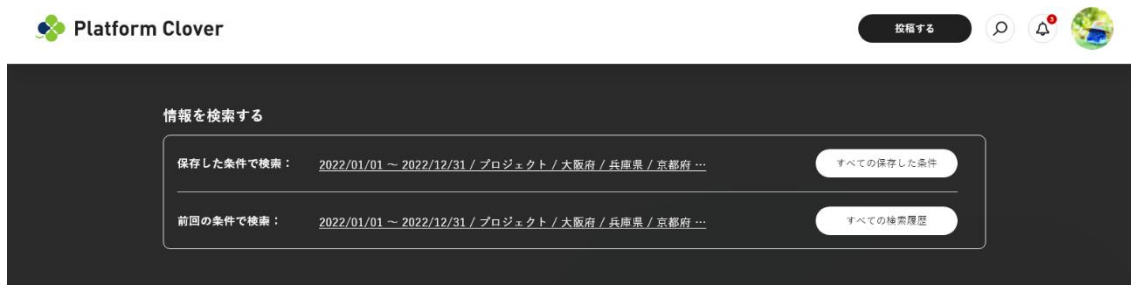 Platform Clover
投稿する
3
情報を検索する
保存した条件で検索： 2022/01/01 ～ 2022/12/31 / プロジェクト / 大阪府 / 兵庫県 / 京都府 …
すべての保存した条件
前回の条件で検索： 2022/01/01 ～ 2022/12/31 / プロジェクト / 大阪府 / 兵庫県 / 京都府 …
すべての検索履歴